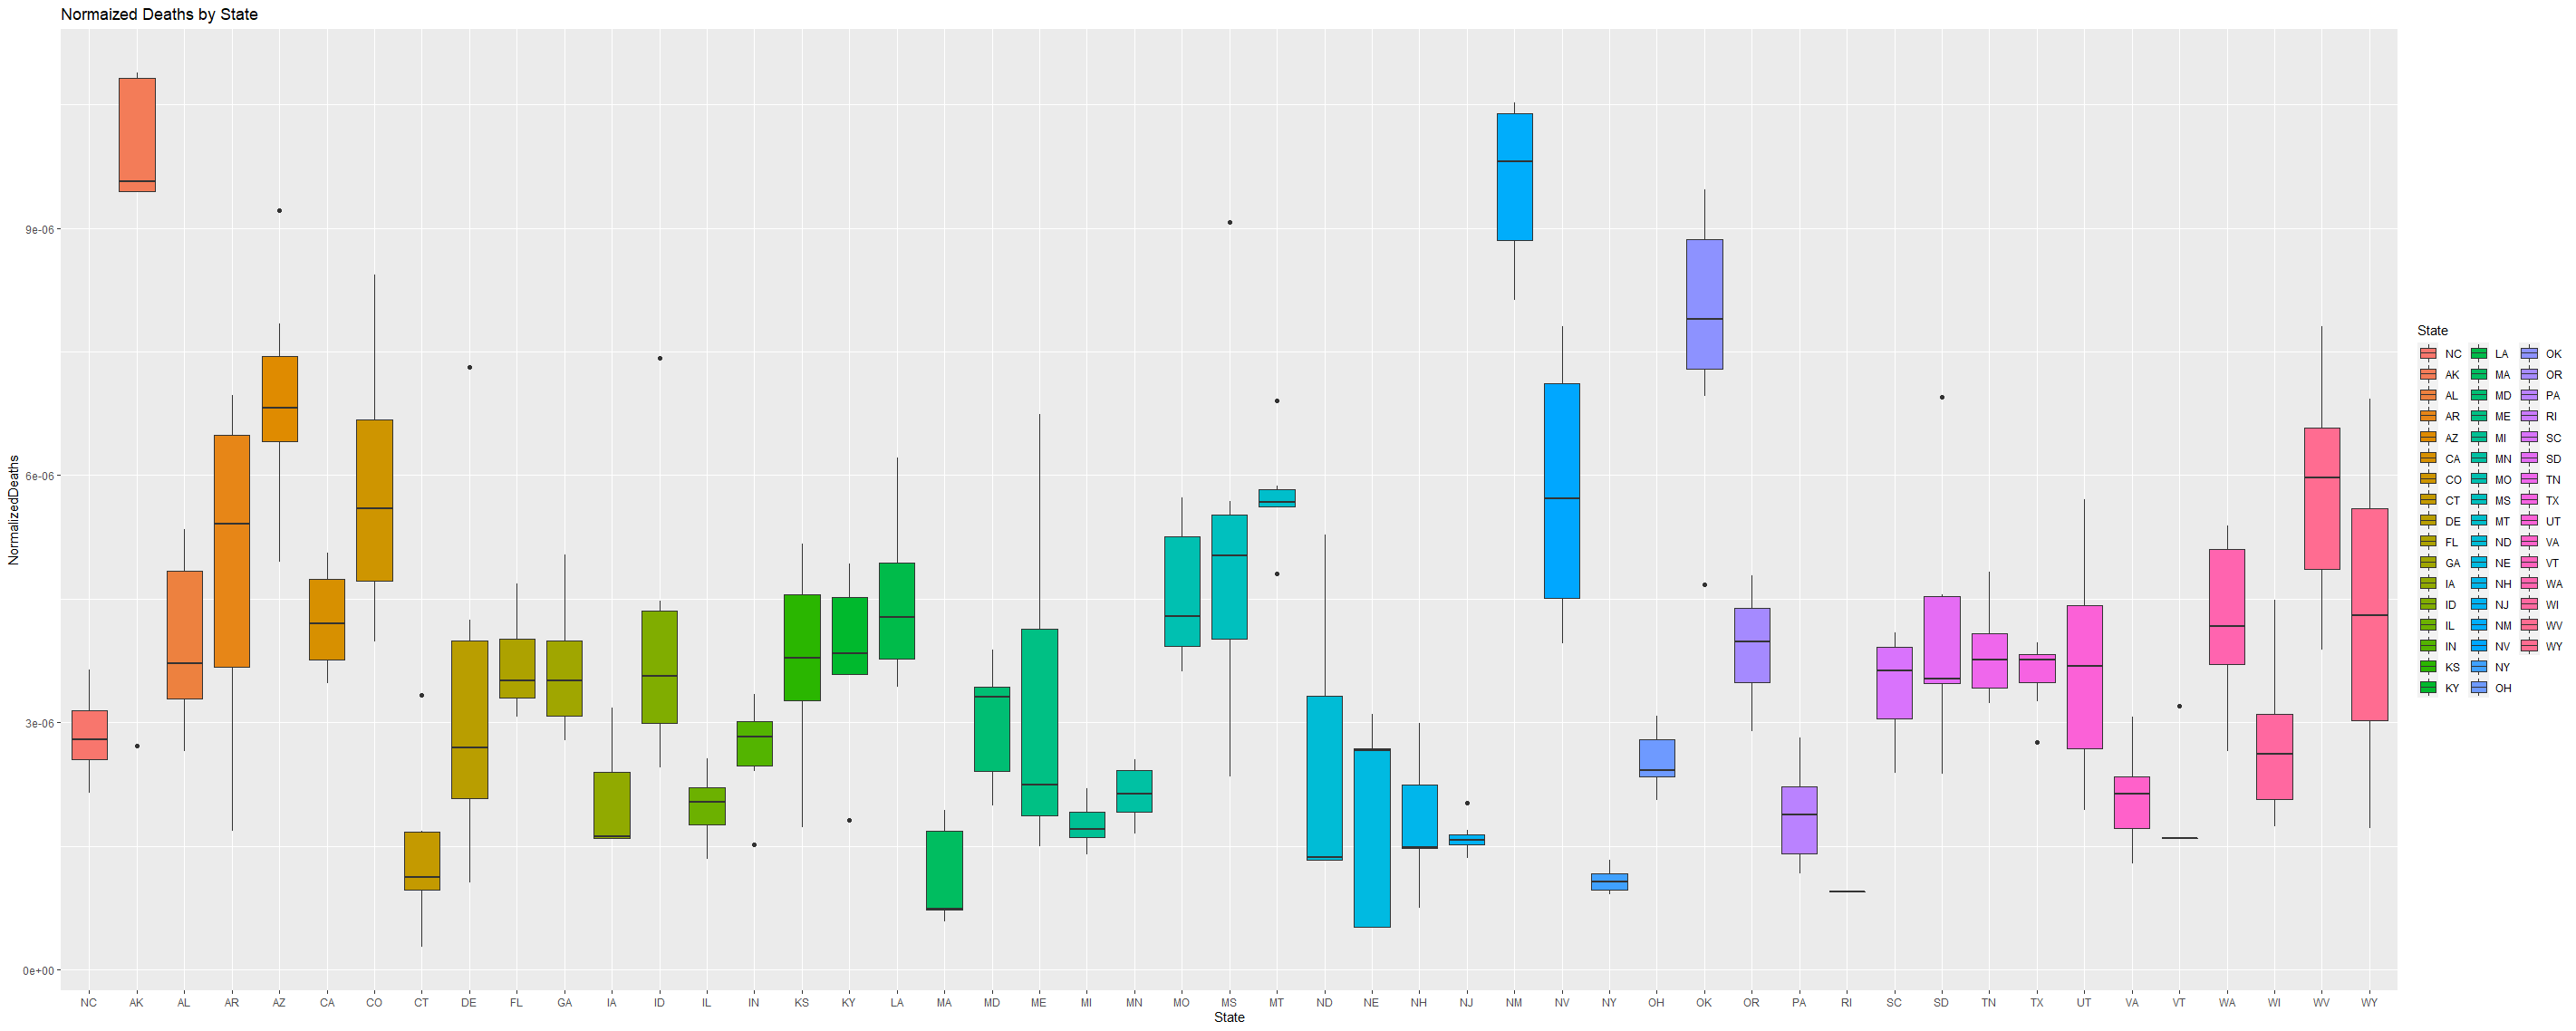 Normaized Deaths by State
NormalizedDeaths
9e-06
6e-06
3e-06
0e+00
NC AK AL AR AZ CA CO CT DE FL GA IA ID IL IN KS KY LA MA MD ME MI MN MO MS MT ND NE NH NJ NM NV NY OH OK OR PA RI SC SD TN TX UT VA VT WA WI WV WY
State
State
NC LA OK
AK MA OR
AL MD PA
AR ME RI
AZ MI SC
CA MN SD
CO MO TN
CT MS TX
DE MT UT
FL ND VA
GA NE VT
IA NH WA
ID NJ WI
IL NM WV
IN NV WY
KS NY
KY OH